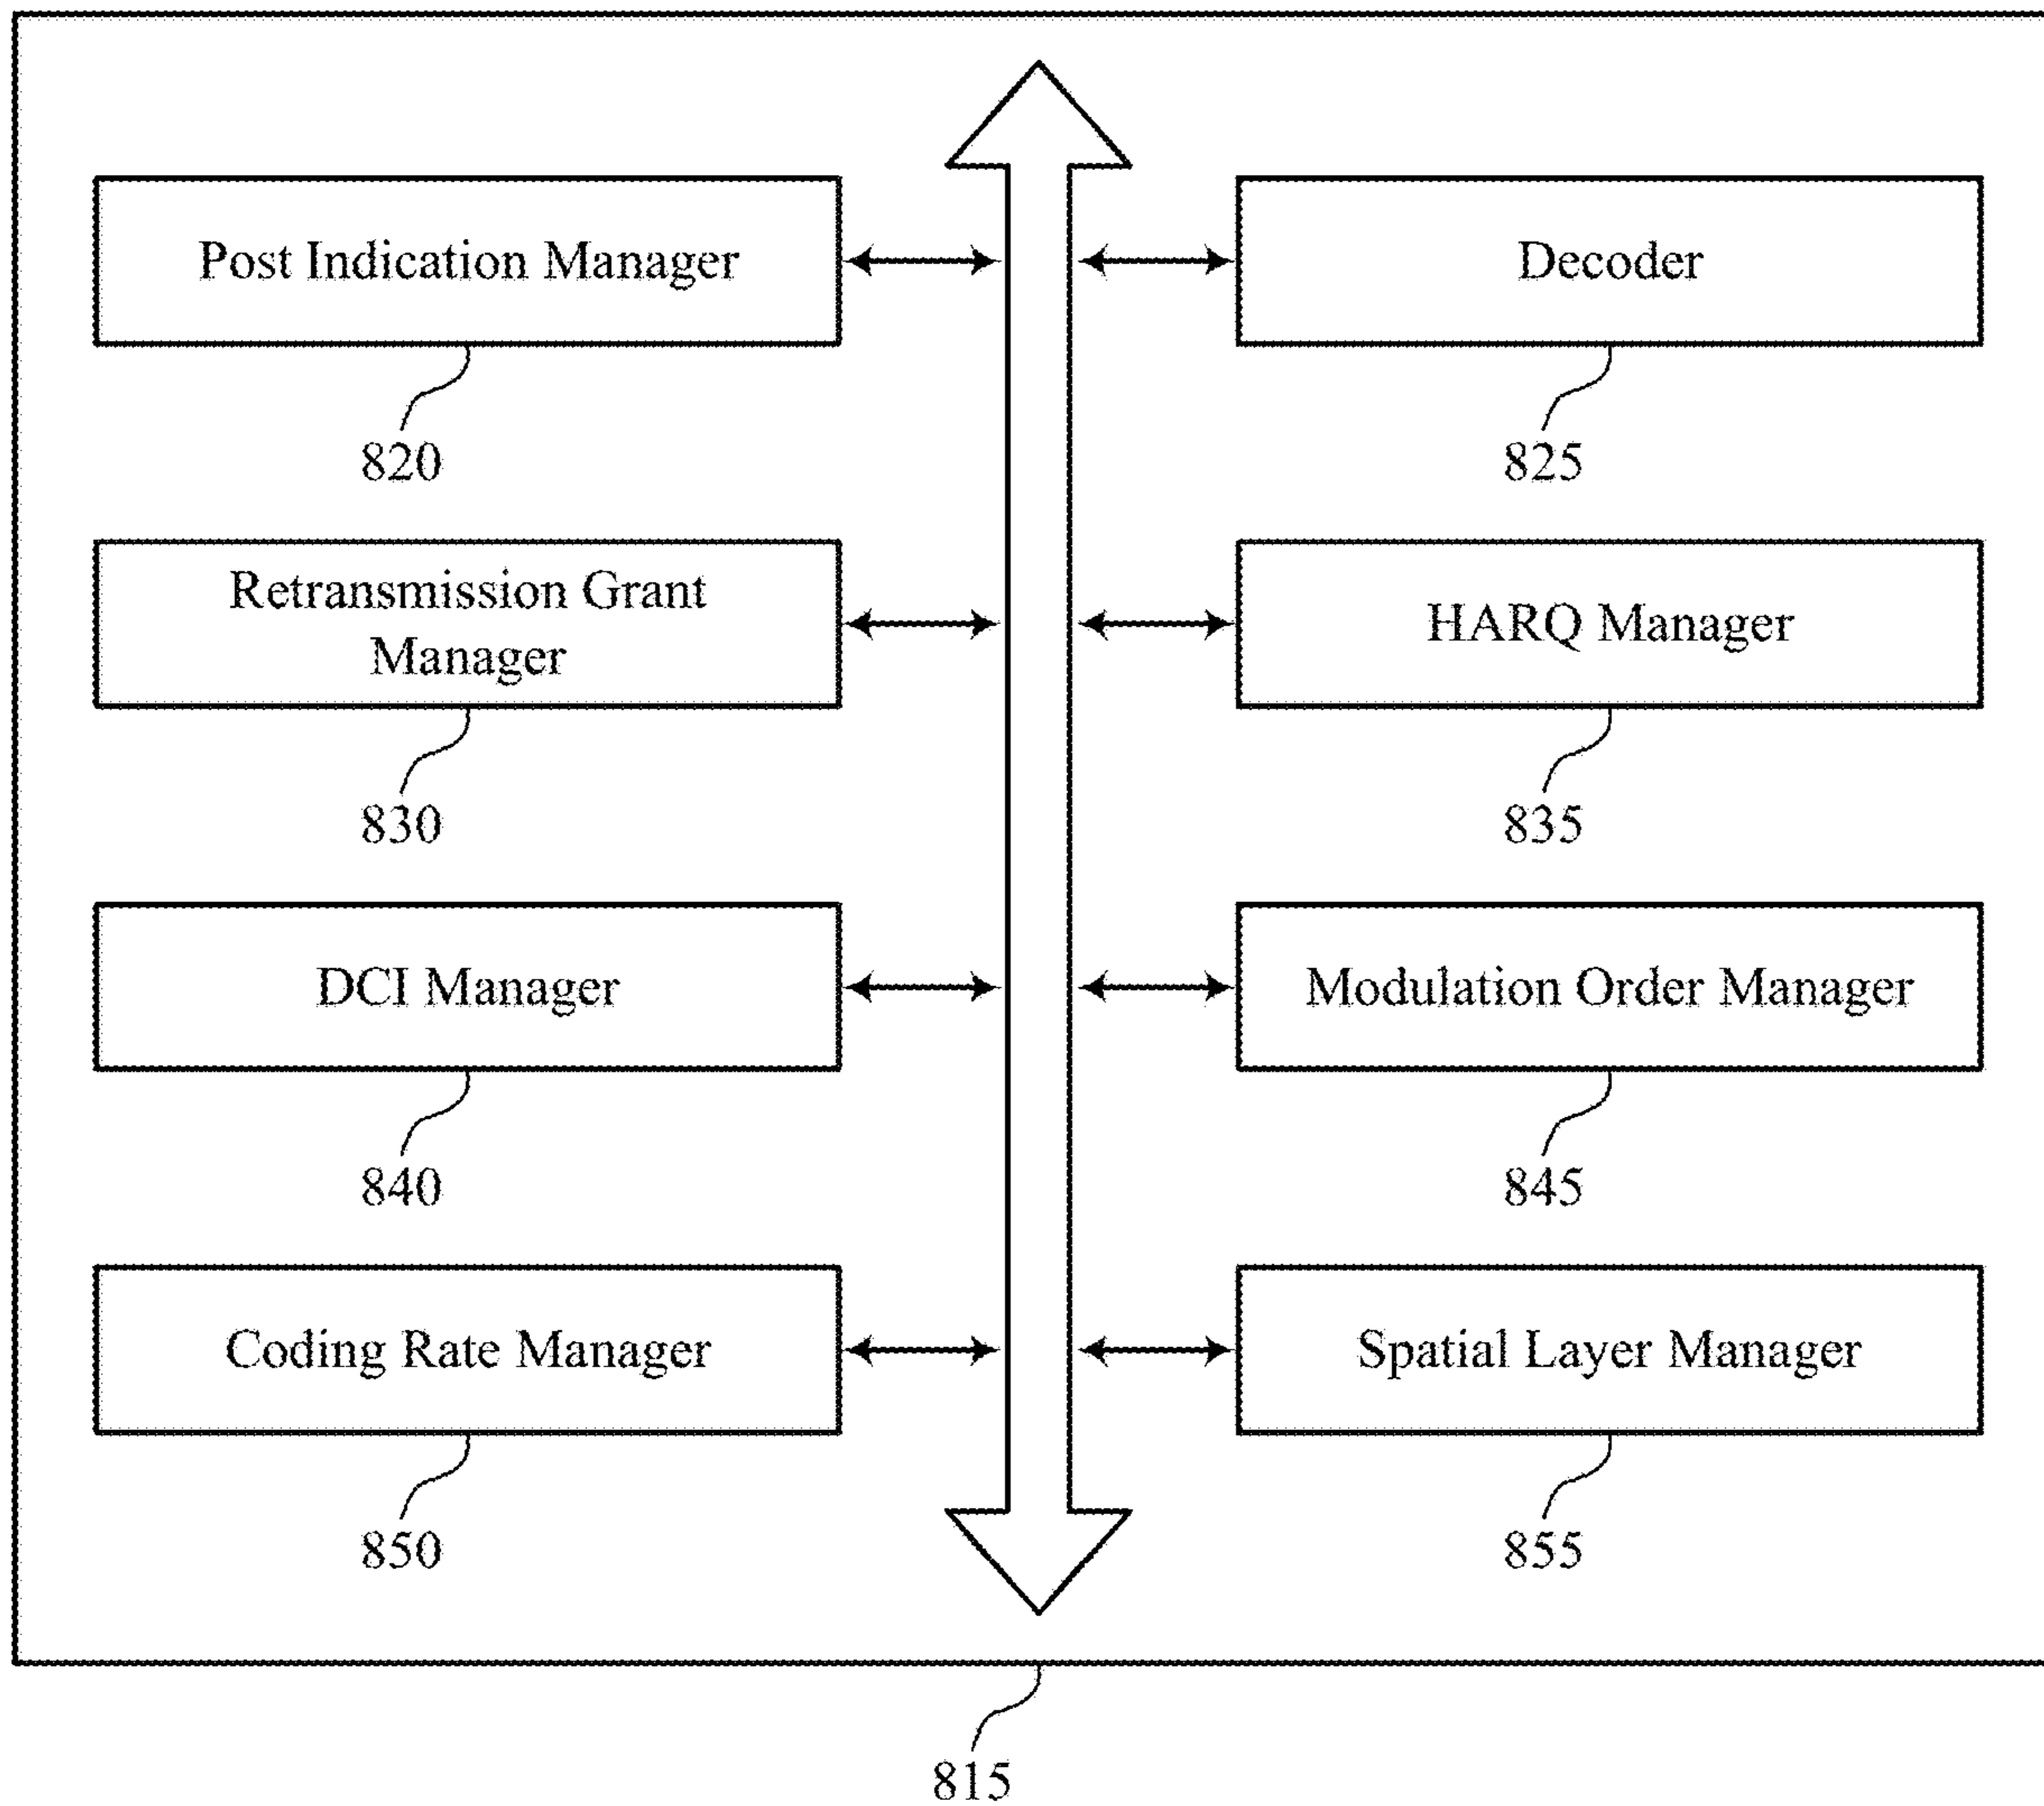 Post Indication Manager
Decoder
820
825
Retransmission Grant
Manager
HARQ Manager
830
835
DCI Manager
Modulation Order Manager
840
845
Coding Rate Manager
Spatial Layer Manager
850
855
815